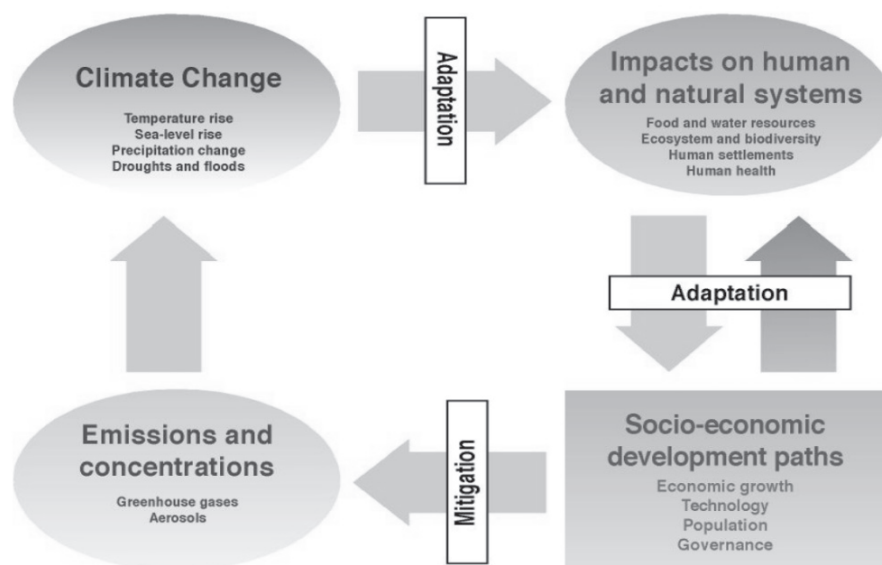 Climate Change
Temperature rise
Sea-level rise
Precipitation change
Droughts and floods
Adaptation
Impacts on human
and natural systems
Food and water resources
Ecosystem and biodiversity
Human settlements
Human health
Adaptation
Emissions and
concentrations
Greenhouse gases
Aerosols
Mitigation
Socio-economic
development paths
Economic growth
Technology
Population
Governance